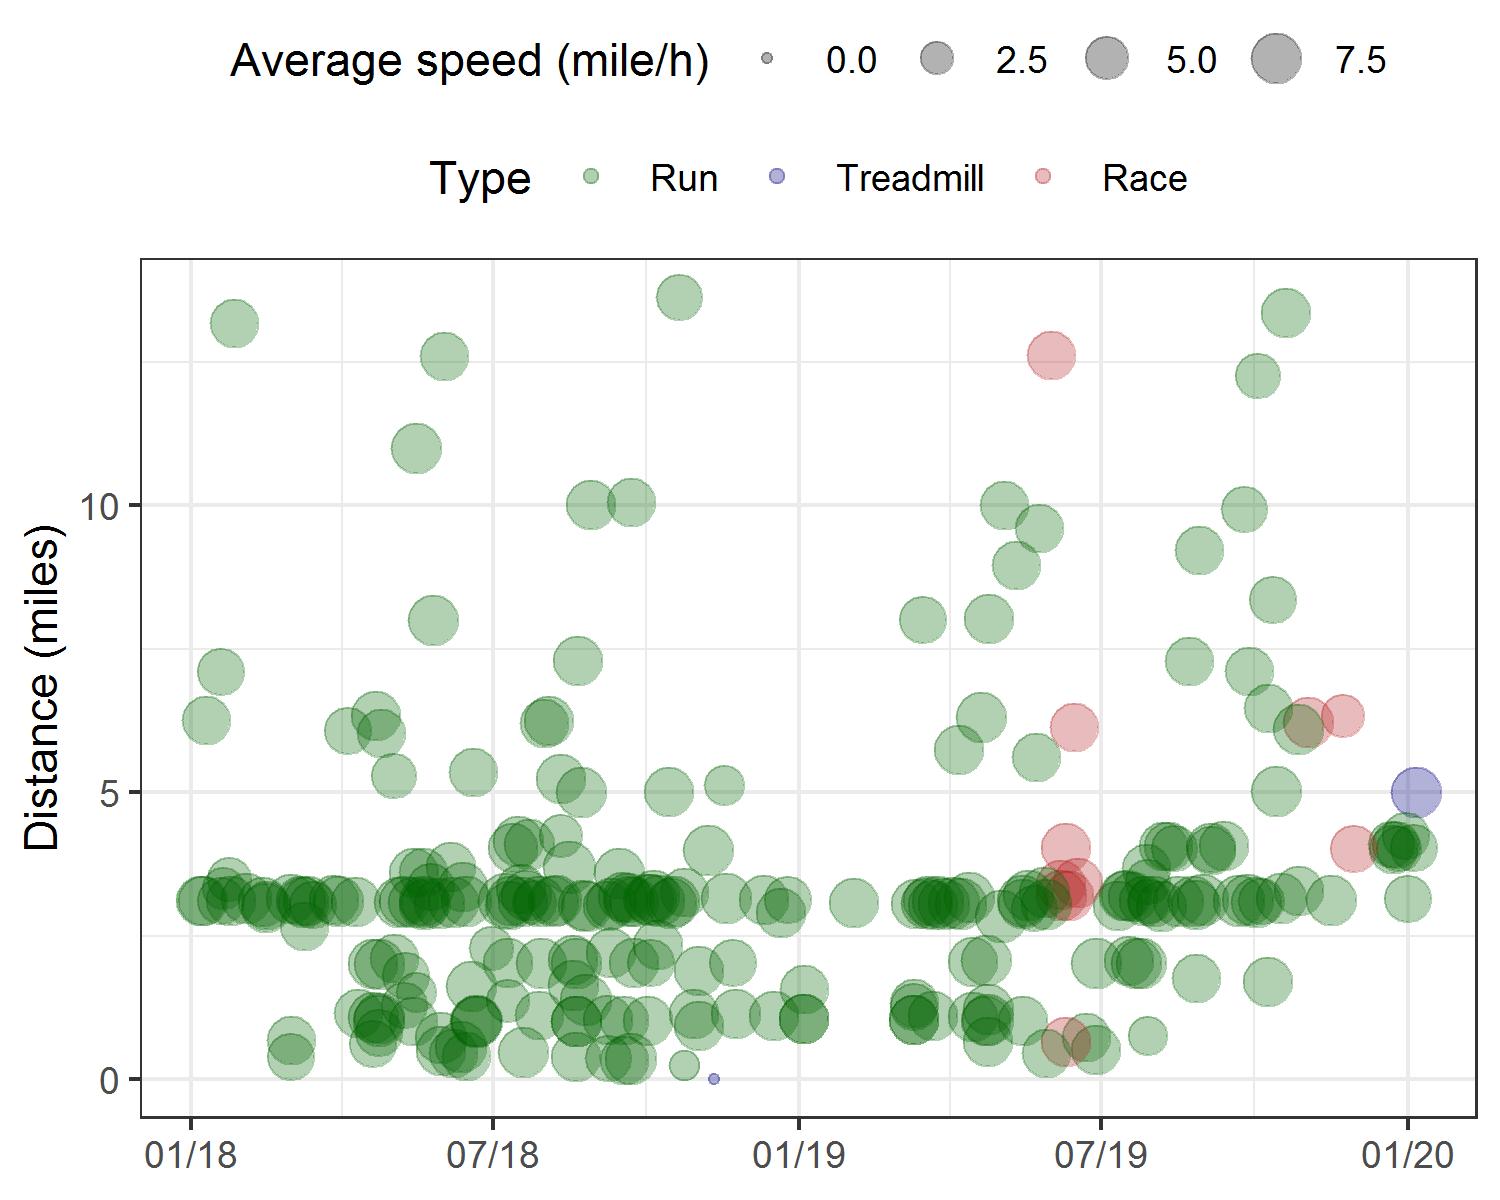 Average speed (mile/h) 0.0 2.5 5.0 7.5
Type Run Treadmill Race
Distance (miles)
10
5
0
01/18 07/18 01/19 07/19 01/20